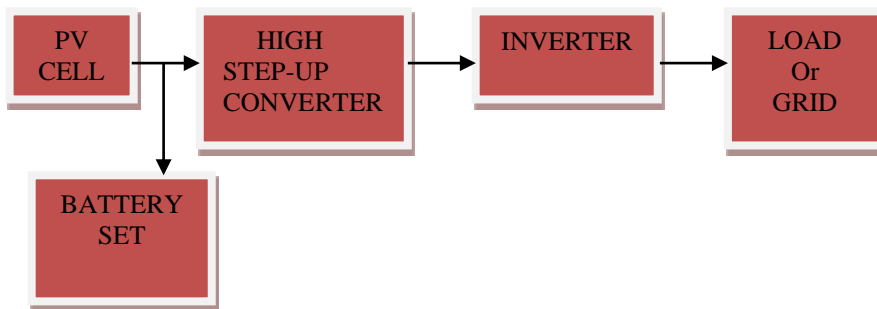 PV
CELL
HIGH
STEP-UP
CONVERTER
INVERTER
LOAD
Or
GRID
BATTERY
SET